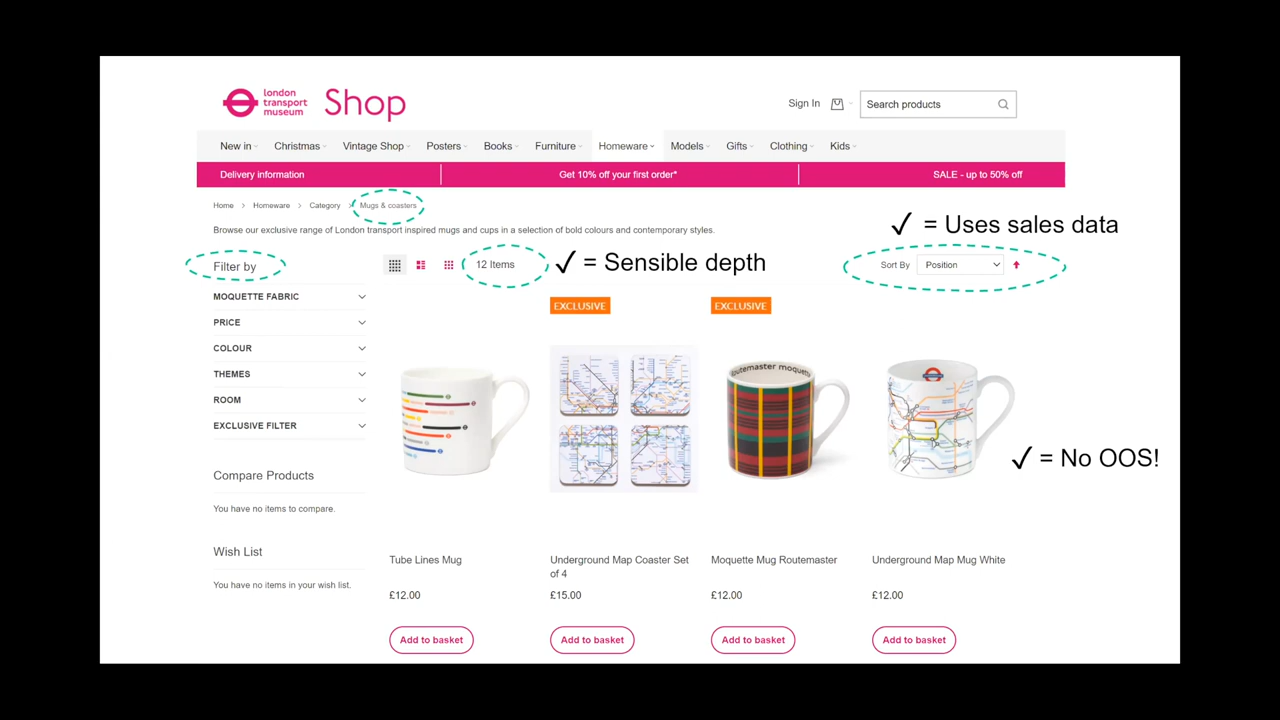 london
transport
museum
Shop
Sign In
Search products
New in
Christmas
Vintage Shop
Posters
Books
Furniture
Homeware
Models
Gifts
Clothing
Kids
Delivery information
Get 10% off your first order*
SALE - up to 50% off
Home > Homeware > Category > Mugs & coasters
✓ = Uses sales data
Browse our exclusive range of London transport inspired mugs and cups in a selection of bold colours and contemporary styles.
Filter by
12 Items
✓ = Sensible depth
Sort By Position
MOQUETTE FABRIC
PRICE
COLOUR
THEMES
ROOM
EXCLUSIVE FILTER
EXCLUSIVE
EXCLUSIVE
Routemaster moquette
✓ = No OOS!
Compare Products
You have no items to compare.
Wish List
You have no items in your wish list.
Tube Lines Mug
£12.00
Add to basket
Underground Map Coaster Set
of 4
£15.00
Add to basket
Moquette Mug Routemaster
£12.00
Add to basket
Underground Map Mug White
£12.00
Add to basket